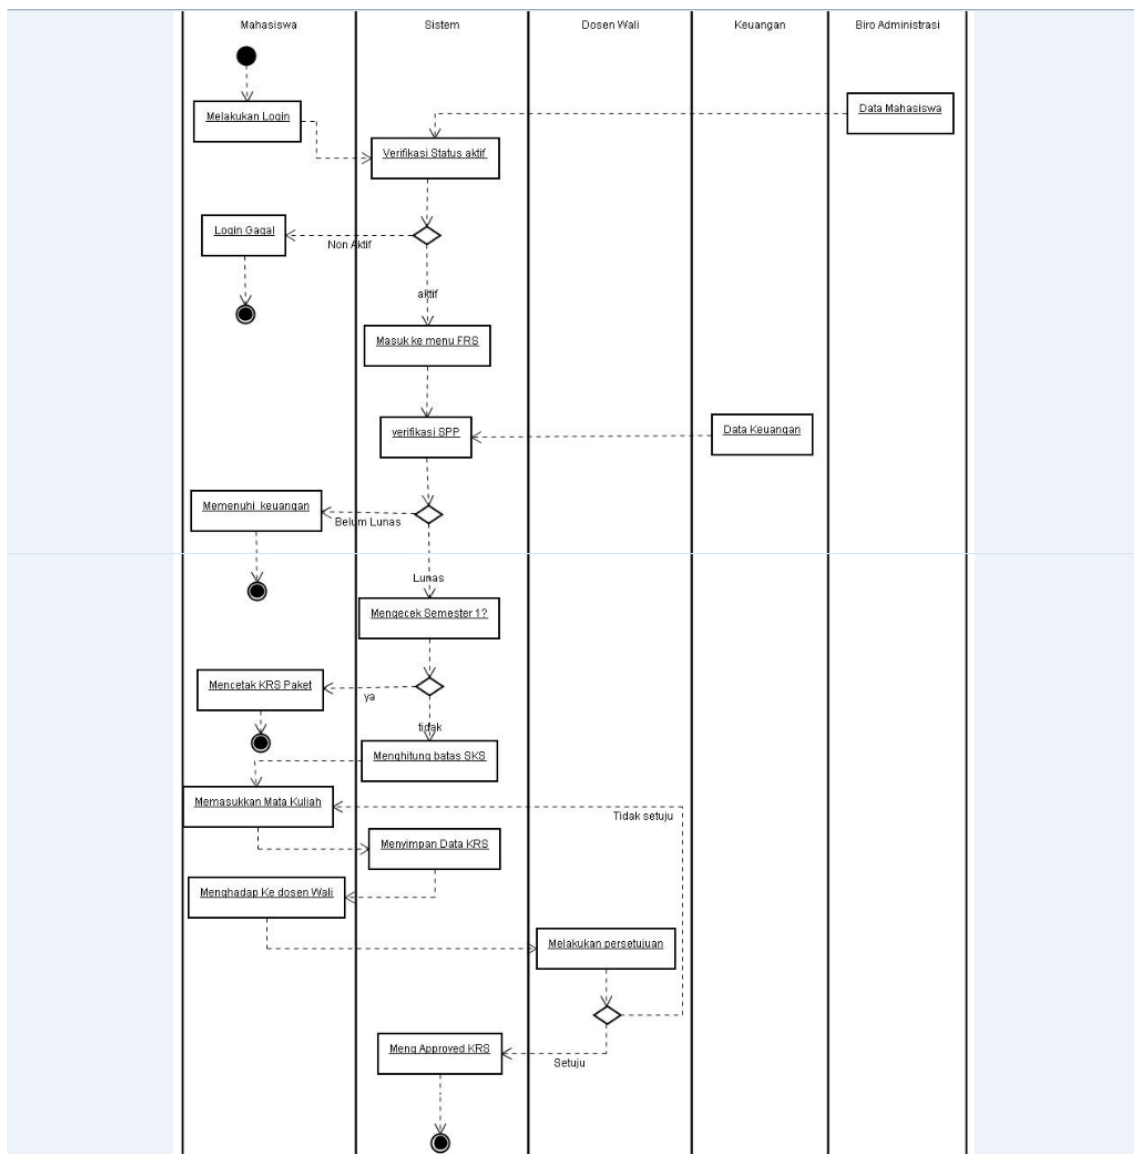 Mahasiswa
Sistem
Dosen Wali
Keuangan
Biro Administrasi
Data Mahasiswa
Melakukan Login
Verifikasi Status aktif
Login Gagal
Non Aktif
aktif
Masuk ke menu FRS
verifikasi SPP
Data Keuangan
Memenuhi keuangan
Belum Lunas
Lunas
Mengecek Semester 1?
Mencetak KRS Paket
ya
tidak
Menghitung batas SKS
Memasukkan Mata Kuliah
Tidak setuju
Menyimpan Data KRS
Menghadap Ke dosen Wali
Melakukan persetujuan
Meng Approved KRS
Setuju